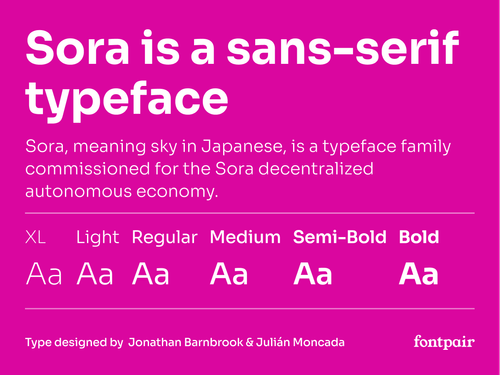 Sora is a sans-serif
typeface
Sora, meaning sky in Japanese, is a typeface family
commissioned for the Sora decentralized
autonomous economy.
XL Light Regular Medium Semi-Bold Bold
Aa Aa Aa Aa Aa Aa
Type designed by Jonathan Barnbrook & Julián Moncada
fontpair